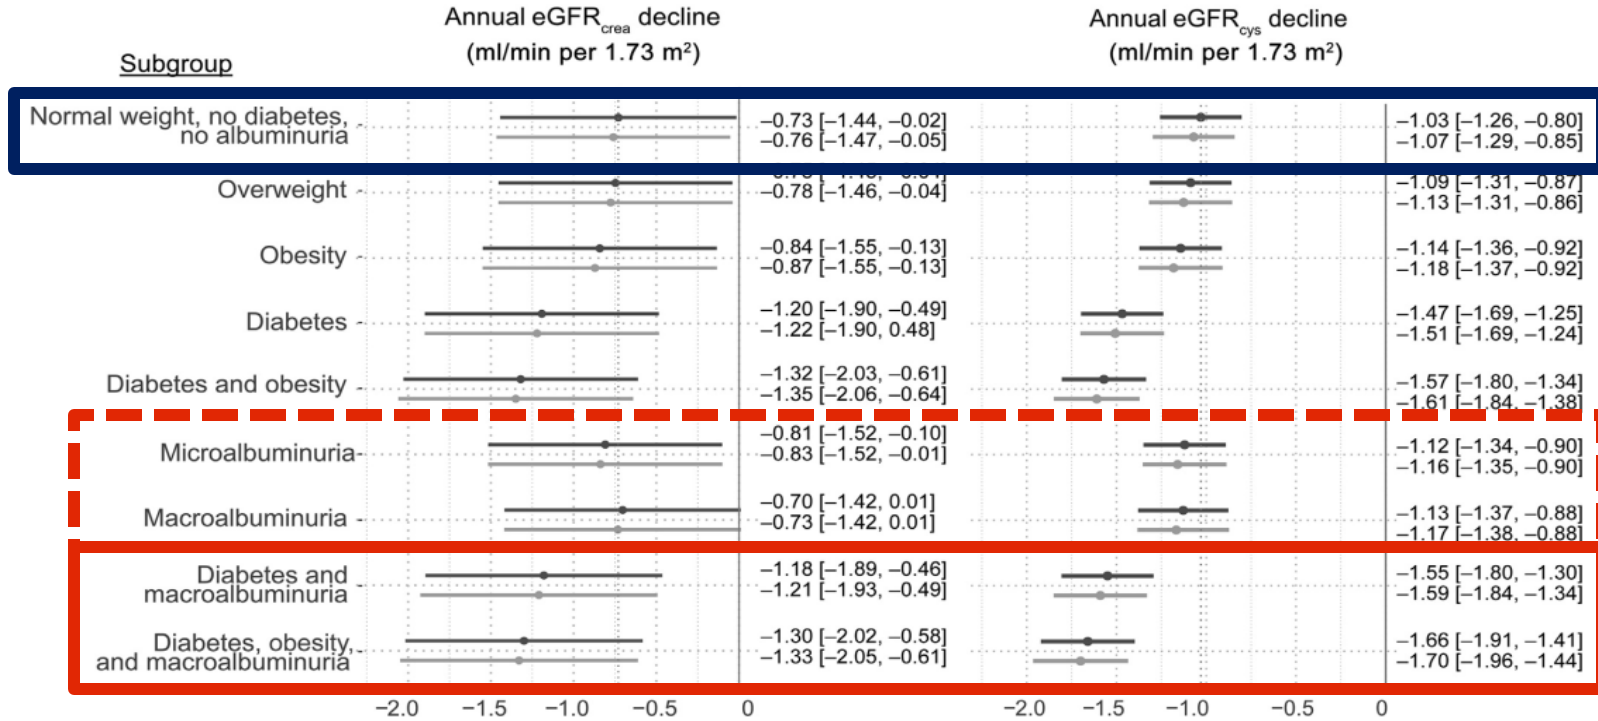 Annual eGFRcrea decline
(ml/min per 1.73 m²)
Annual eGFRcys decline
(ml/min per 1.73 m²)
Subgroup
Normal weight, no diabetes,
no albuminuria
−0.73 [−1.44, −0.02]
−0.76 [−1.47, −0.05]
−1.03 [−1.26, −0.80]
−1.07 [−1.29, −0.85]
Overweight
−0.78 [−1.46, −0.04]
−1.09 [−1.31, −0.87]
−1.13 [−1.31, −0.86]
Obesity
−0.84 [−1.55, −0.13]
−0.87 [−1.55, −0.13]
−1.14 [−1.36, −0.92]
−1.18 [−1.37, −0.92]
Diabetes
−1.20 [−1.90, −0.49]
−1.22 [−1.90, 0.48]
−1.47 [−1.69, −1.25]
−1.51 [−1.69, −1.24]
Diabetes and obesity
−1.32 [−2.03, −0.61]
−1.35 [−2.06, −0.64]
−1.57 [−1.80, −1.34]
−1.61 [−1.84, −1.38]
Microalbuminuria
−0.81 [−1.52, −0.10]
−0.83 [−1.52, −0.01]
−1.12 [−1.34, −0.90]
−1.16 [−1.35, −0.90]
Macroalbuminuria
−0.70 [−1.42, 0.01]
−0.73 [−1.42, 0.01]
−1.13 [−1.37, −0.88]
−1.17 [−1.38, −0.88]
Diabetes and
macroalbuminuria
−1.18 [−1.89, −0.46]
−1.21 [−1.93, −0.49]
−1.55 [−1.80, −1.30]
−1.59 [−1.84, −1.34]
Diabetes, obesity,
and macroalbuminuria
−1.30 [−2.02, −0.58]
−1.33 [−2.05, −0.61]
−1.66 [−1.91, −1.41]
−1.70 [−1.96, −1.44]
−2.0 −1.5 −1.0 −0.5 0
−2.0 −1.5 −1.0 −0.5 0